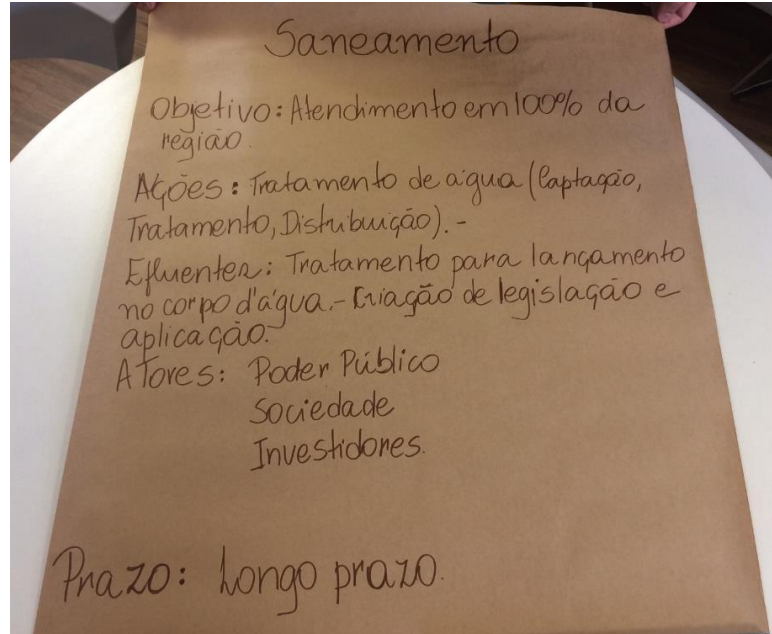 Saneamento
Objetivo: Atendimento em 100% da
região.
Ações: Tratamento de água (Captação,
Tratamento, Distribuição). -
Efluentes: Tratamento para lançamento
no corpo d'água. - Criação de legislação e
aplicação.
Atores: Poder Público
Sociedade
Investidores.
Prazo: Longo prazo.